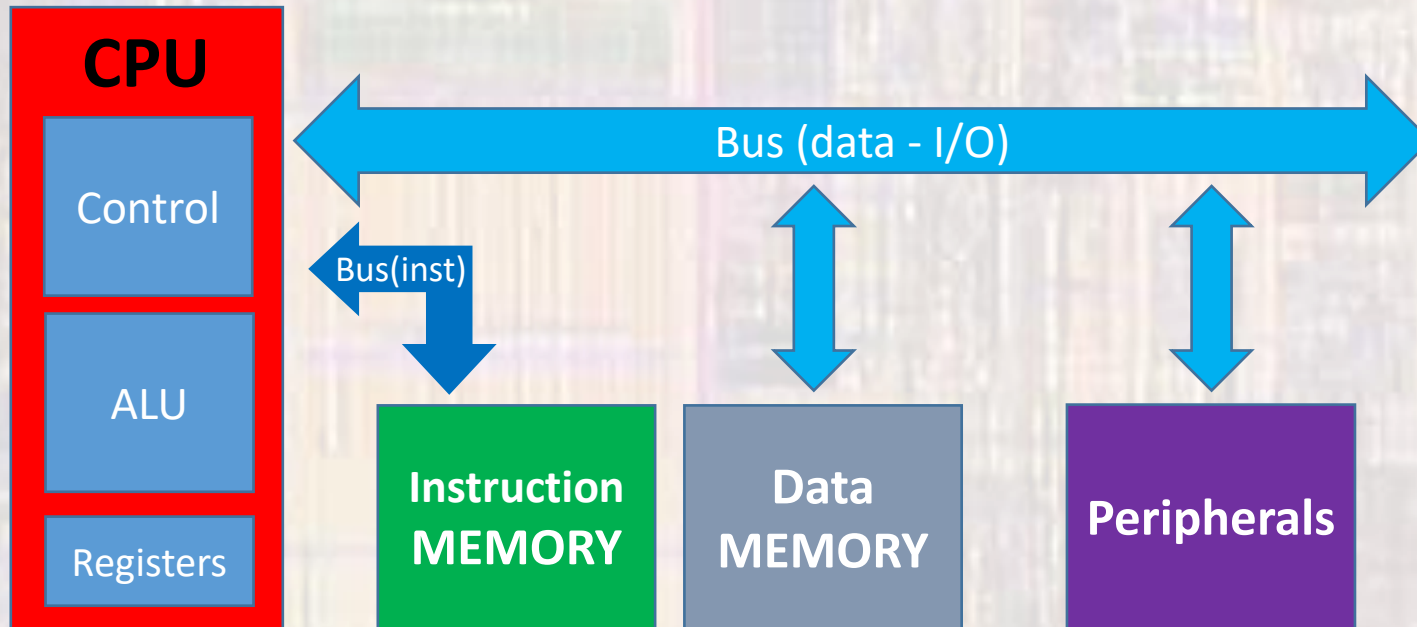 CPU
Control
ALU
Registers
Bus (data - I/O)
Bus(inst)
Instruction
MEMORY
Data
MEMORY
Peripherals